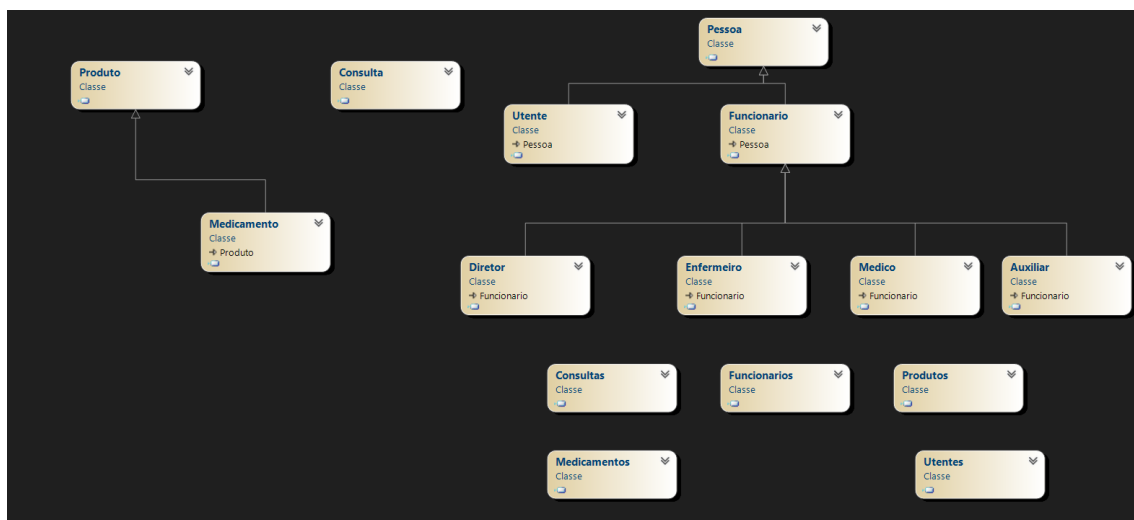 Pessoa
Classe
Produto
Classe
Consulta
Classe
Utente
Classe
Pessoa
Funcionario
Classe
Pessoa
Medicamento
Classe
Produto
Diretor
Classe
Funcionario
Enfermeiro
Classe
Funcionario
Medico
Classe
Funcionario
Auxiliar
Classe
Funcionario
Consultas
Classe
Funcionarios
Classe
Produtos
Classe
Medicamentos
Classe
Utentes
Classe